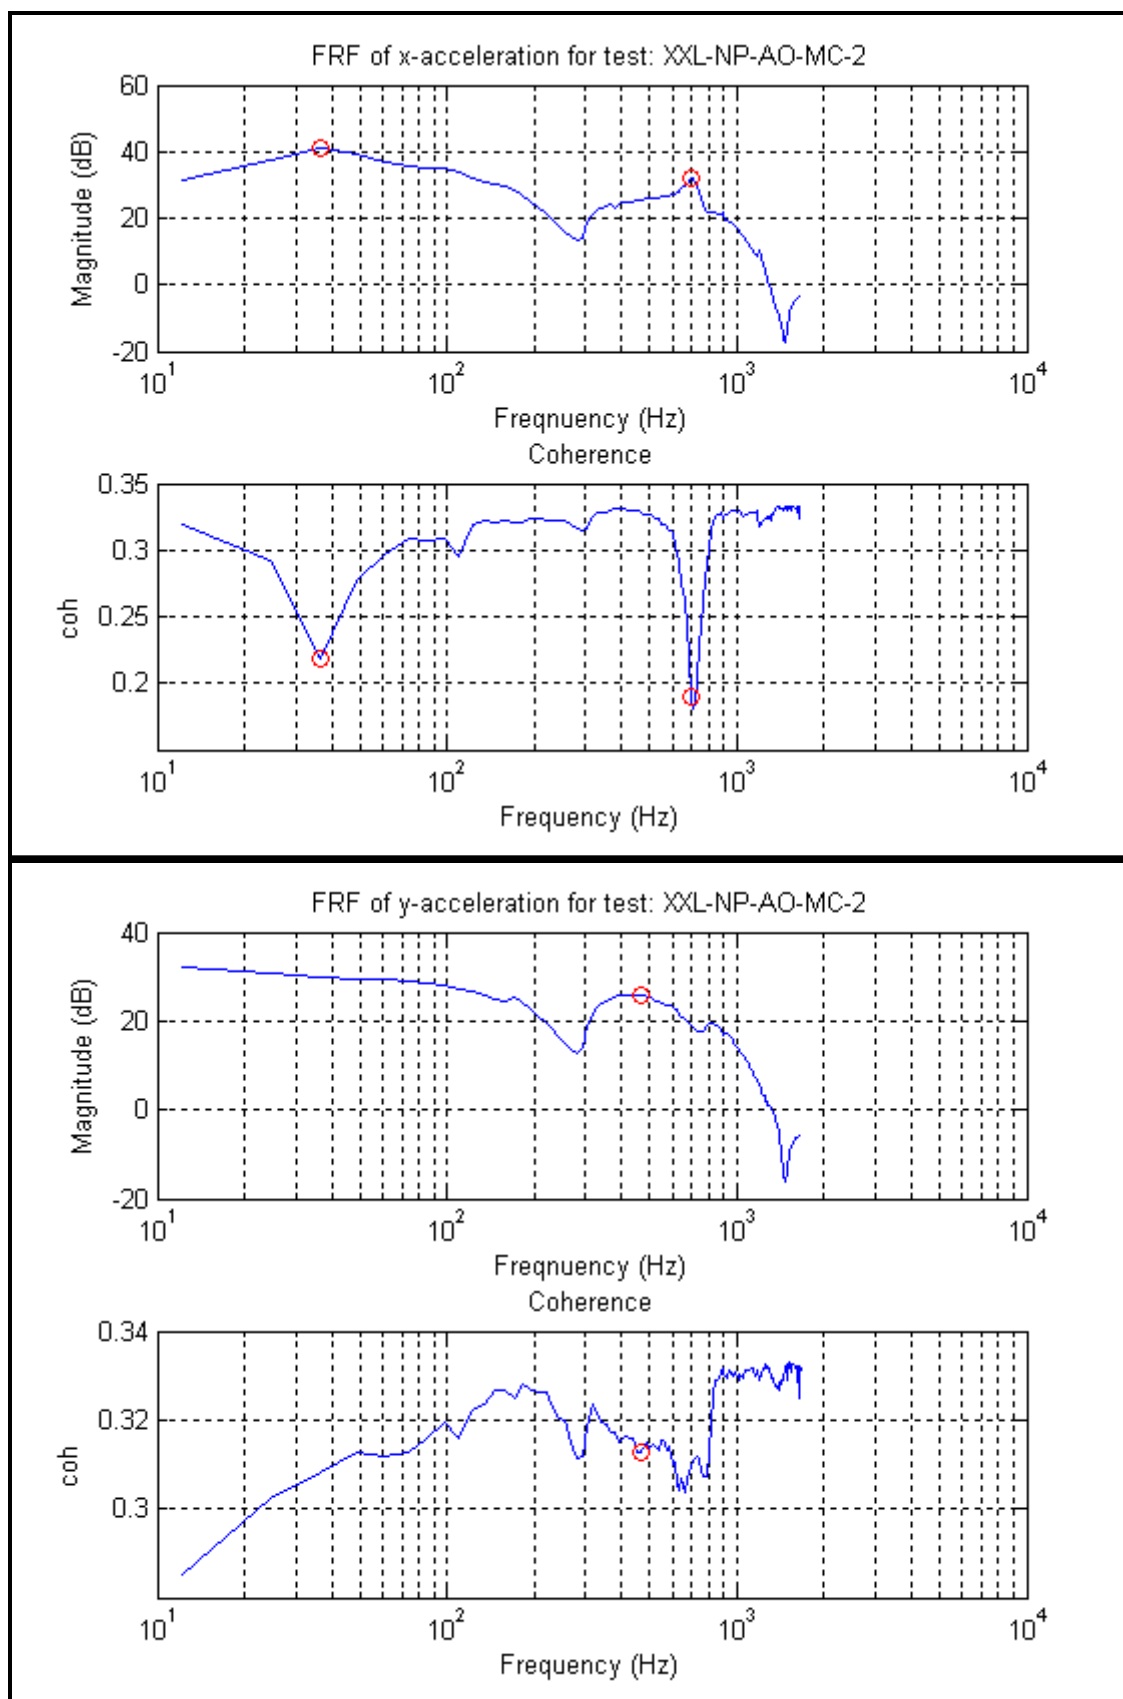 FRF of x-acceleration for test: XXL-NP-AO-MC-2
60
40
20
0
-20
Magnitude (dB)
10^1 10^2 10^3 10^4
Freqnuency (Hz)
Coherence
0.35
0.3
0.25
0.2
coh
10^1 10^2 10^3 10^4
Frequency (Hz)
FRF of y-acceleration for test: XXL-NP-AO-MC-2
40
20
0
-20
Magnitude (dB)
10^1 10^2 10^3 10^4
Freqnuency (Hz)
Coherence
0.34
0.32
0.3
coh
10^1 10^2 10^3 10^4
Frequency (Hz)